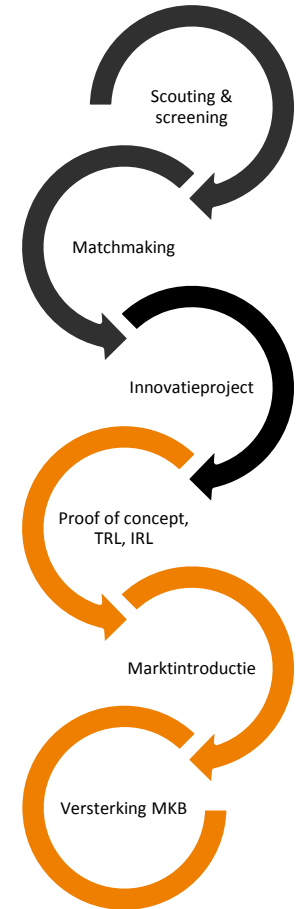 Scouting &
screening
Matchmaking
Innovatieproject
Proof of concept,
TRL, IRL
Marktintroductie
Versterking MKB